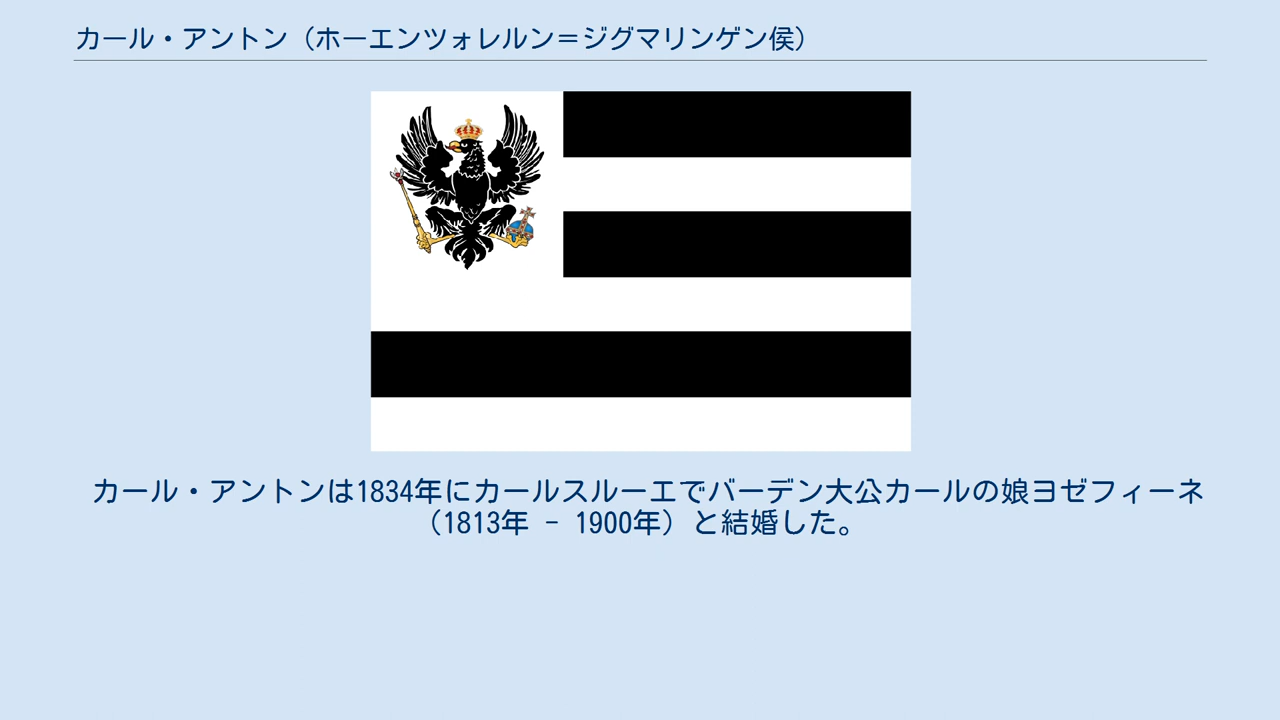 カール・アントン（ホーエンツォレルン＝ジグマリンゲン侯）
カール・アントンは1834年にカールスルーエでバーデン大公カールの娘ヨゼフィーネ
（1813年 - 1900年）と結婚した。